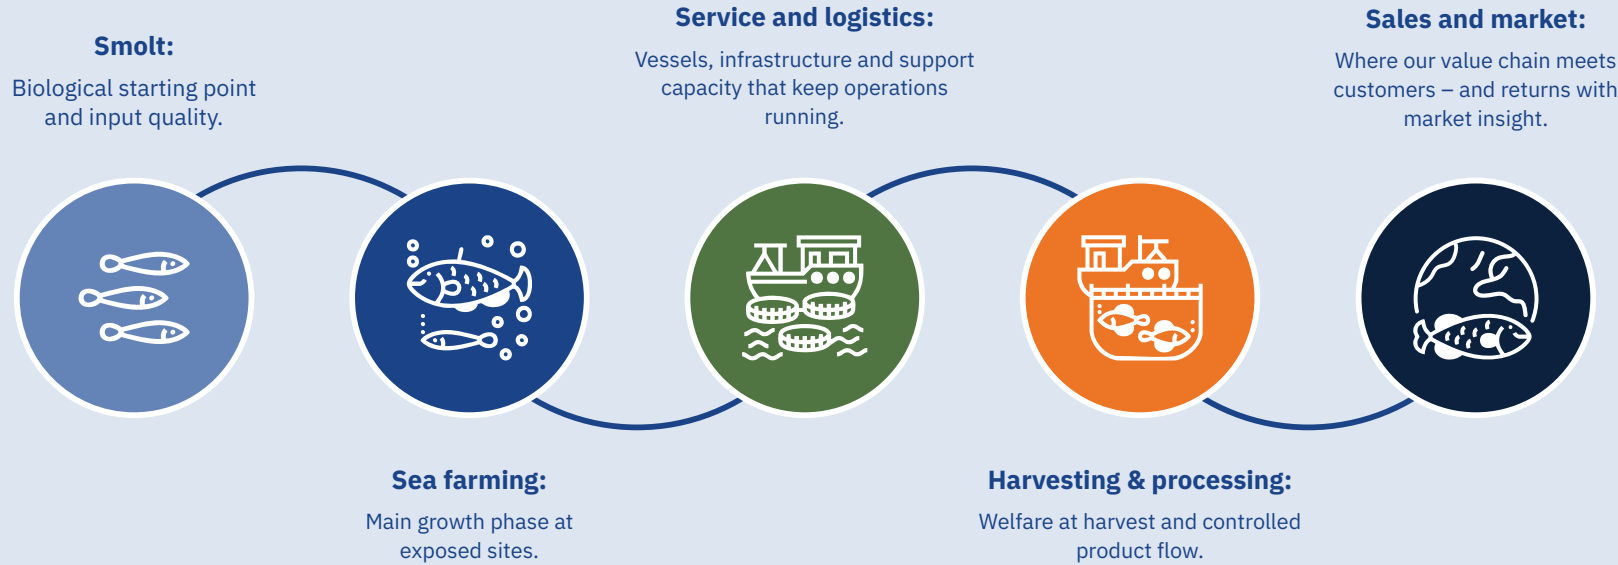 Smolt:
Biological starting point
and input quality.
Sea farming:
Main growth phase at
exposed sites.
Service and logistics:
Vessels, infrastructure and support
capacity that keep operations
running.
Harvesting & processing:
Welfare at harvest and controlled
product flow.
Sales and market:
Where our value chain meets
customers – and returns with
market insight.